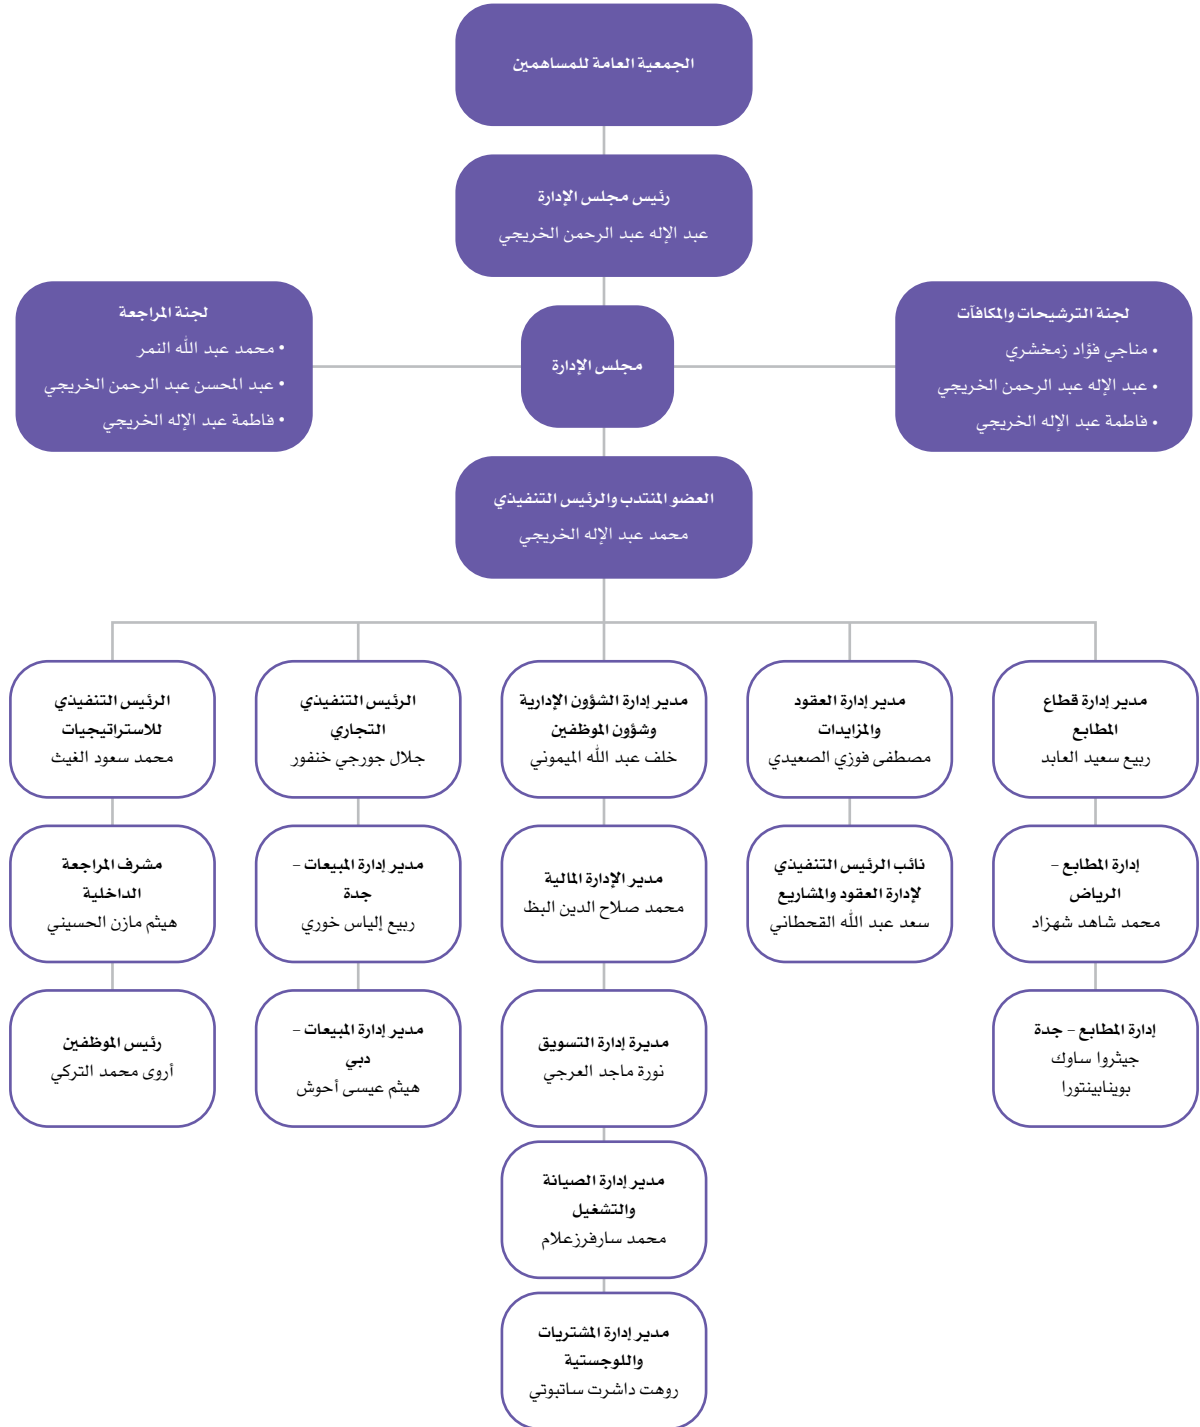 الجمعية العامة للمساهمين
رئيس مجلس الإدارة
عبد الإله عبد الرحمن الخريجي
لجنة الترشيحات والمكافآت
• مناجي فؤاد زمخشري
• عبد الإله عبد الرحمن الخريجي
• فاطمة عبد الإله الخريجي
مجلس الإدارة
لجنة المراجعة
• محمد عبد الله النمر
• عبد المحسن عبد الرحمن الخريجي
• فاطمة عبد الإله الخريجي
العضو المنتدب والرئيس التنفيذي
محمد عبد الإله الخريجي
مدير إدارة قطاع
المطابع
ربيع سعيد العابد
مدير إدارة العقود
والمزايدات
مصطفى فوزي الصعيدي
مدير إدارة الشؤون الإدارية
وشؤون الموظفين
خلف عبد الله الميموني
الرئيس التنفيذي
التجاري
جلال جورجي خنفور
الرئيس التنفيذي
للاستراتيجيات
محمد سعود الغيث
إدارة المطابع –
الرياض
محمد شاهد شهزاد
نائب الرئيس التنفيذي
لإدارة العقود والمشاريع
سعد عبد الله القحطاني
مدير الإدارة المالية
محمد صلاح الدين البظ
مدير إدارة المبيعات –
جدة
ربيع إلياس خوري
مشرف المراجعة
الداخلية
هيثم مازن الحسيني
إدارة المطابع – جدة
جيثروا ساوك
بوينابينتورا
مديرة إدارة التسويق
نورة ماجد العرجي
مدير إدارة المبيعات –
دبي
هيثم عيسى أحوش
رئيس الموظفين
أروى محمد التركي
مدير إدارة الصيانة
والتشغيل
محمد سارفرزعلام
مدير إدارة المشتريات
واللوجستية
روهت داشرت ساتبوتي